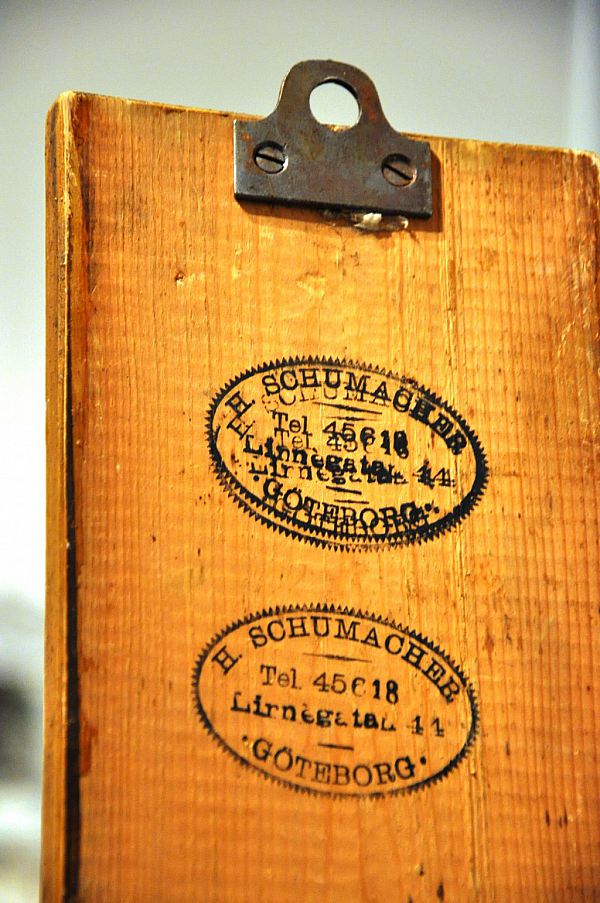 H. SCHUMACHER
Tel 45618
Linnégatan 44
GÖTEBORG
H. SCHUMACHER
Tel 45618
Linnégatan 44
GÖTEBORG